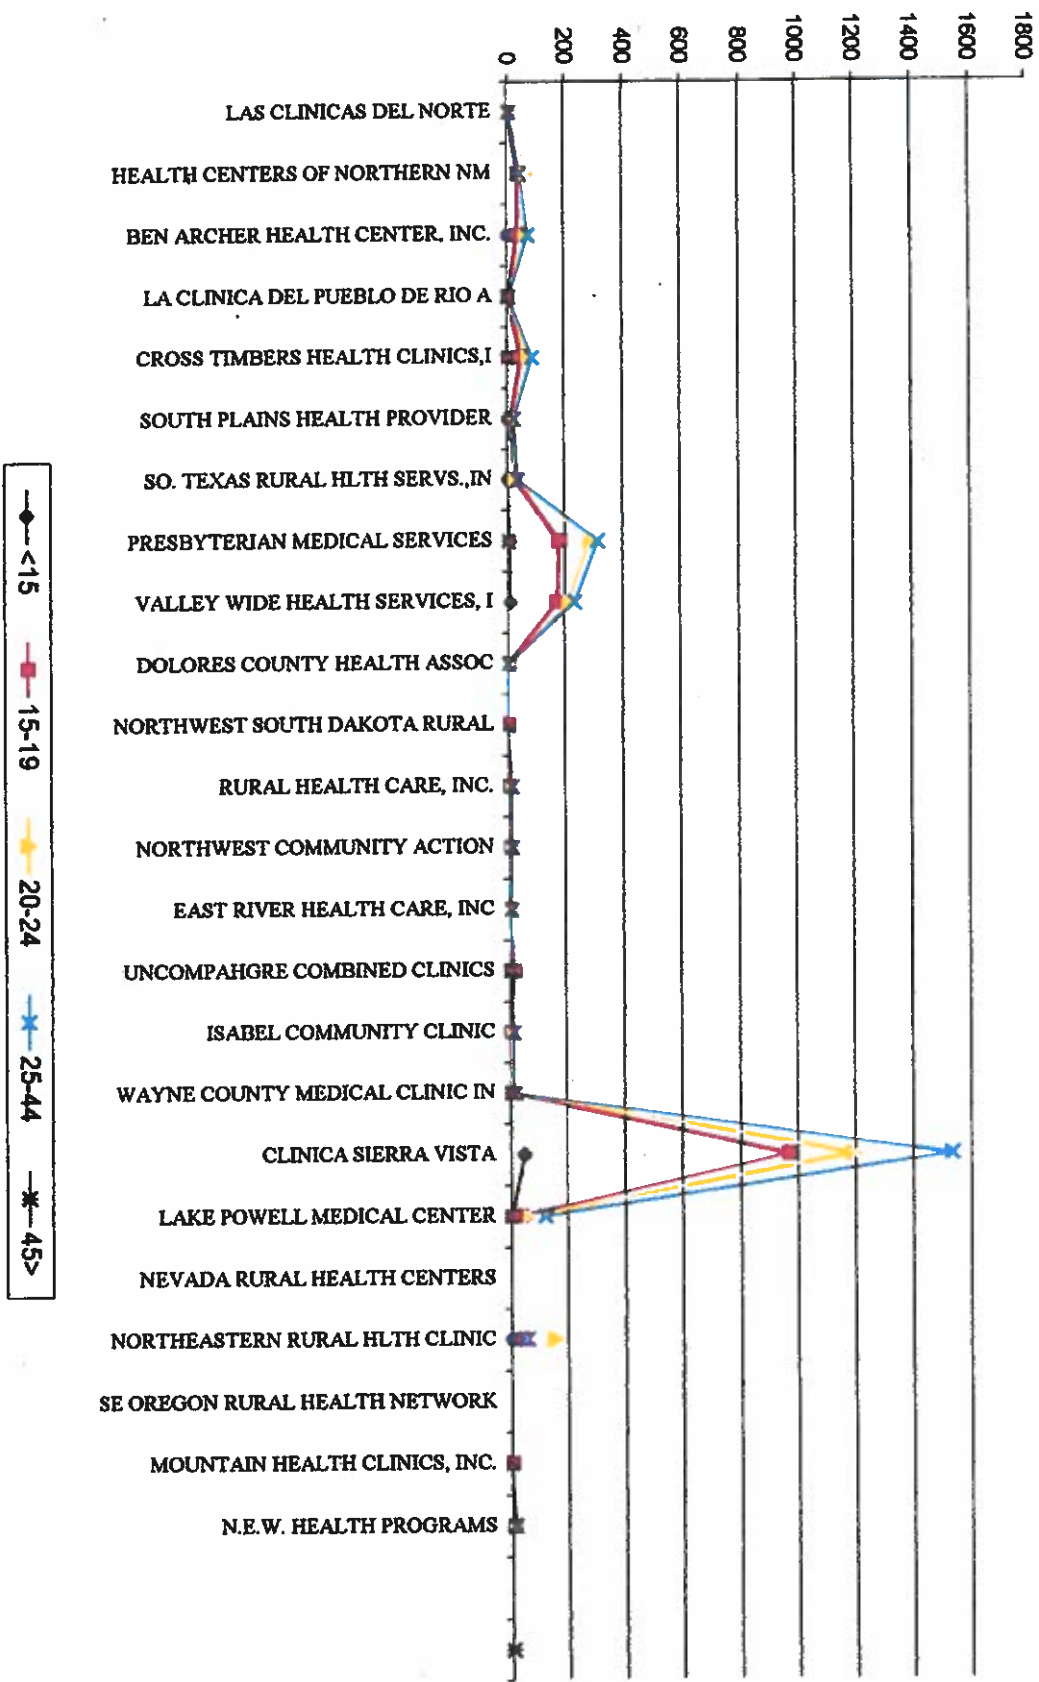 1800
1600
1400
1200
1000
800
600
400
200
0
LAS CLINICAS DEL NORTE
HEALTH CENTERS OF NORTHERN NM
BEN ARCHER HEALTH CENTER, INC.
LA CLINICA DEL PUEBLO DE RIO A
CROSS TIMBERS HEALTH CLINICS,I
SOUTH PLAINS HEALTH PROVIDER
SO. TEXAS RURAL HLTH SERVS.,IN
PRESBYTERIAN MEDICAL SERVICES
VALLEY WIDE HEALTH SERVICES, I
DOLORES COUNTY HEALTH ASSOC
NORTHWEST SOUTH DAKOTA RURAL
RURAL HEALTH CARE, INC.
NORTHWEST COMMUNITY ACTION
EAST RIVER HEALTH CARE, INC
UNCOMPAHGRE COMBINED CLINICS
ISABEL COMMUNITY CLINIC
WAYNE COUNTY MEDICAL CLINIC IN
CLINICA SIERRA VISTA
LAKE POWELL MEDICAL CENTER
NEVADA RURAL HEALTH CENTERS
NORTHEASTERN RURAL HLTH CLINIC
SE OREGON RURAL HEALTH NETWORK
MOUNTAIN HEALTH CLINICS, INC.
N.E.W. HEALTH PROGRAMS
<15
15-19
20-24
25-44
45>